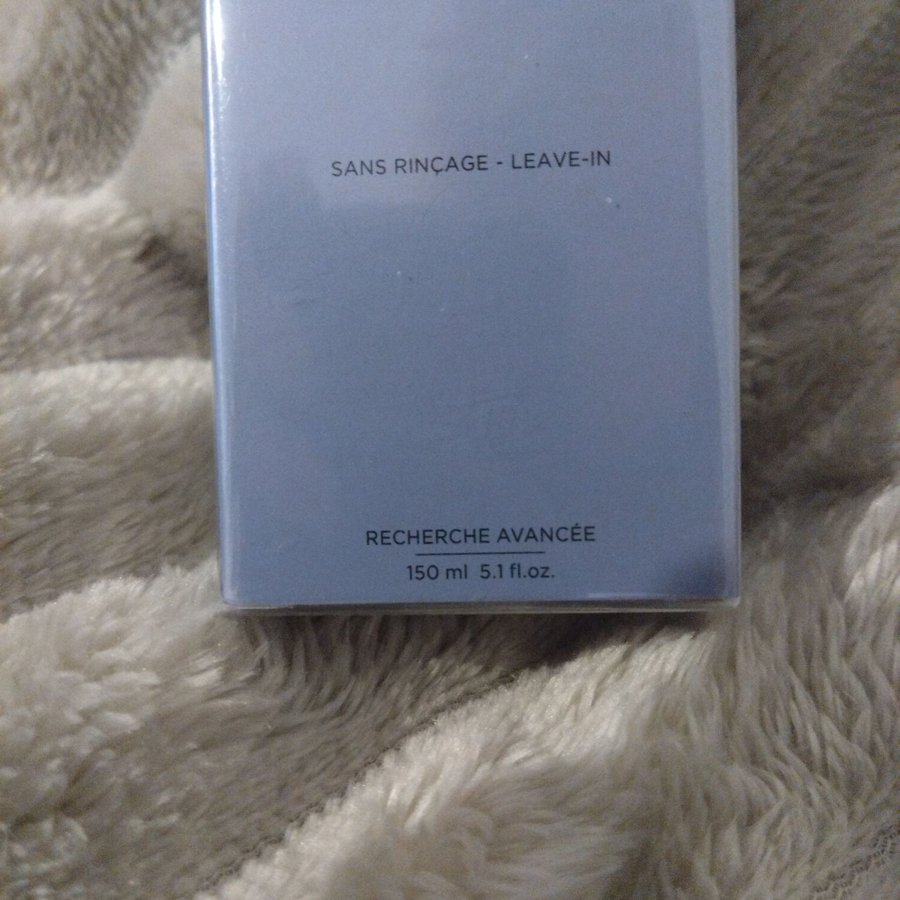 SANS RINÇAGE - LEAVE-IN
RECHERCHE AVANCÉE
150 ml 5.1 fl.oz.